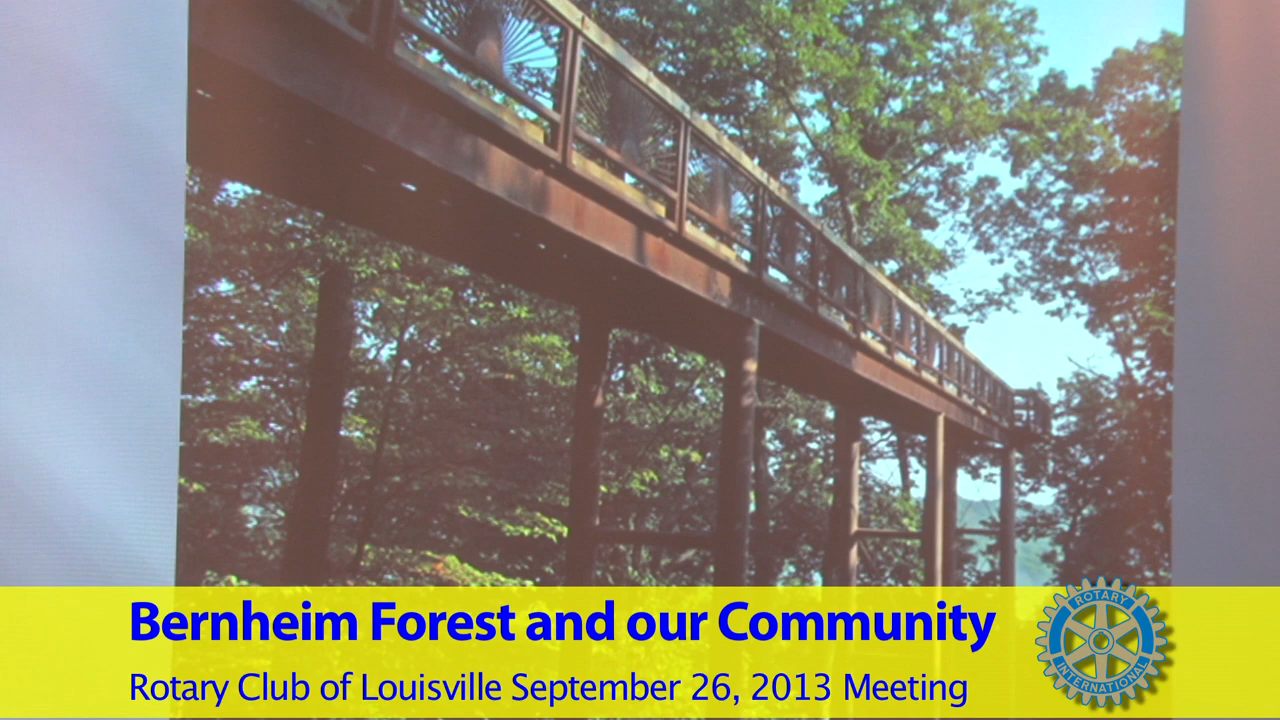 Bernheim Forest and our Community
Rotary Club of Louisville September 26, 2013 Meeting
ROTARY
INTERNATIONAL